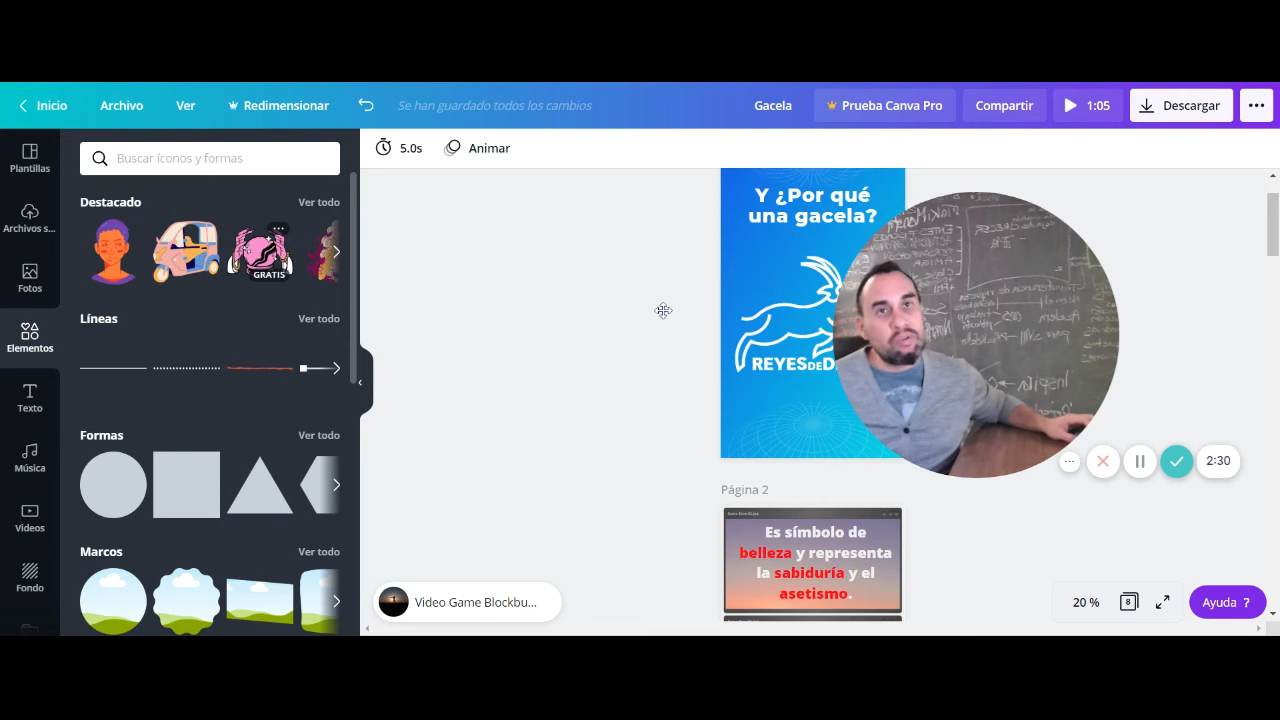 Inicio
Archivo
Ver
Redimensionar
Se han guardado todos los cambios
Gacela
Prueba Canva Pro
Compartir
1:05
Descargar
Plantillas
Archivos s...
Fotos
Elementos
Texto
Música
Videos
Fondo
Buscar íconos y formas
Destacado
Ver todo
GRATIS
Líneas
Ver todo
Formas
Ver todo
Marcos
Ver todo
5.0s
Animar
Y ¿Por qué
una gacela?
REYESDED
Página 2
Es símbolo de
belleza y representa
la sabiduría y el
asetismo.
2:30
Video Game Blockbu...
20 %
8
Ayuda ?